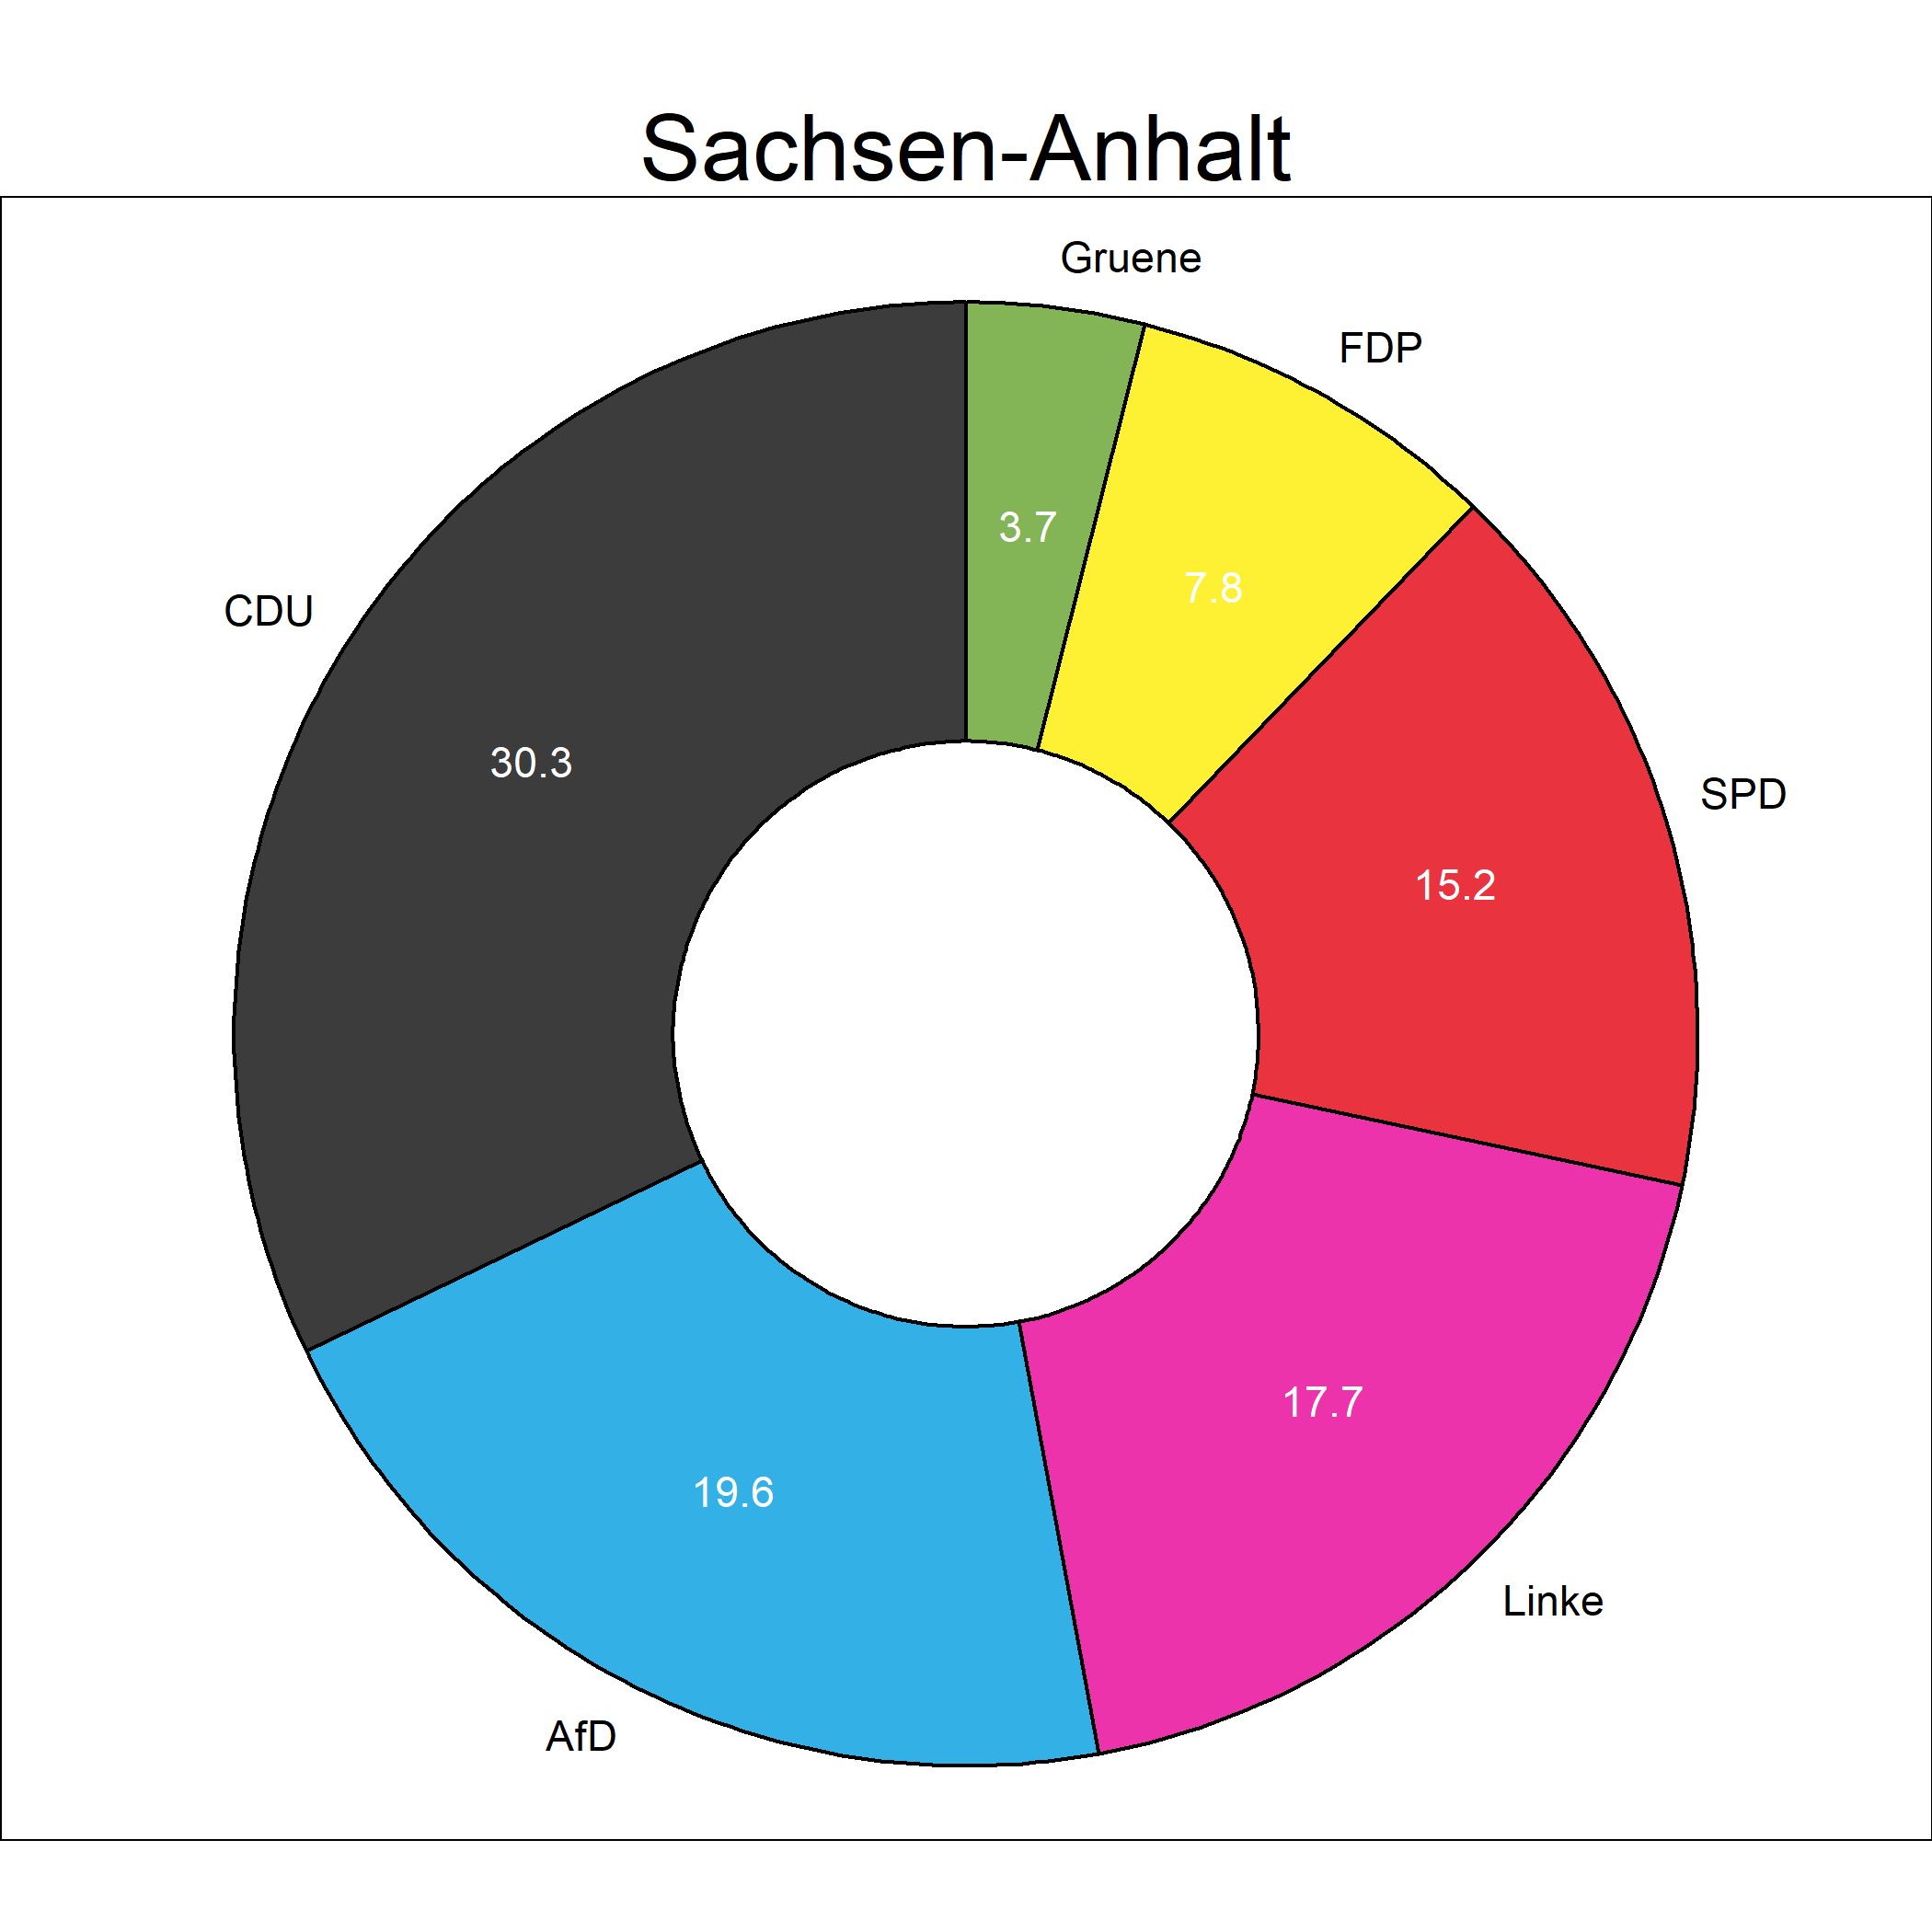 Sachsen-Anhalt
Gruene
FDP
3.7
7.8
CDU
30.3
SPD
15.2
17.7
19.6
Linke
AfD